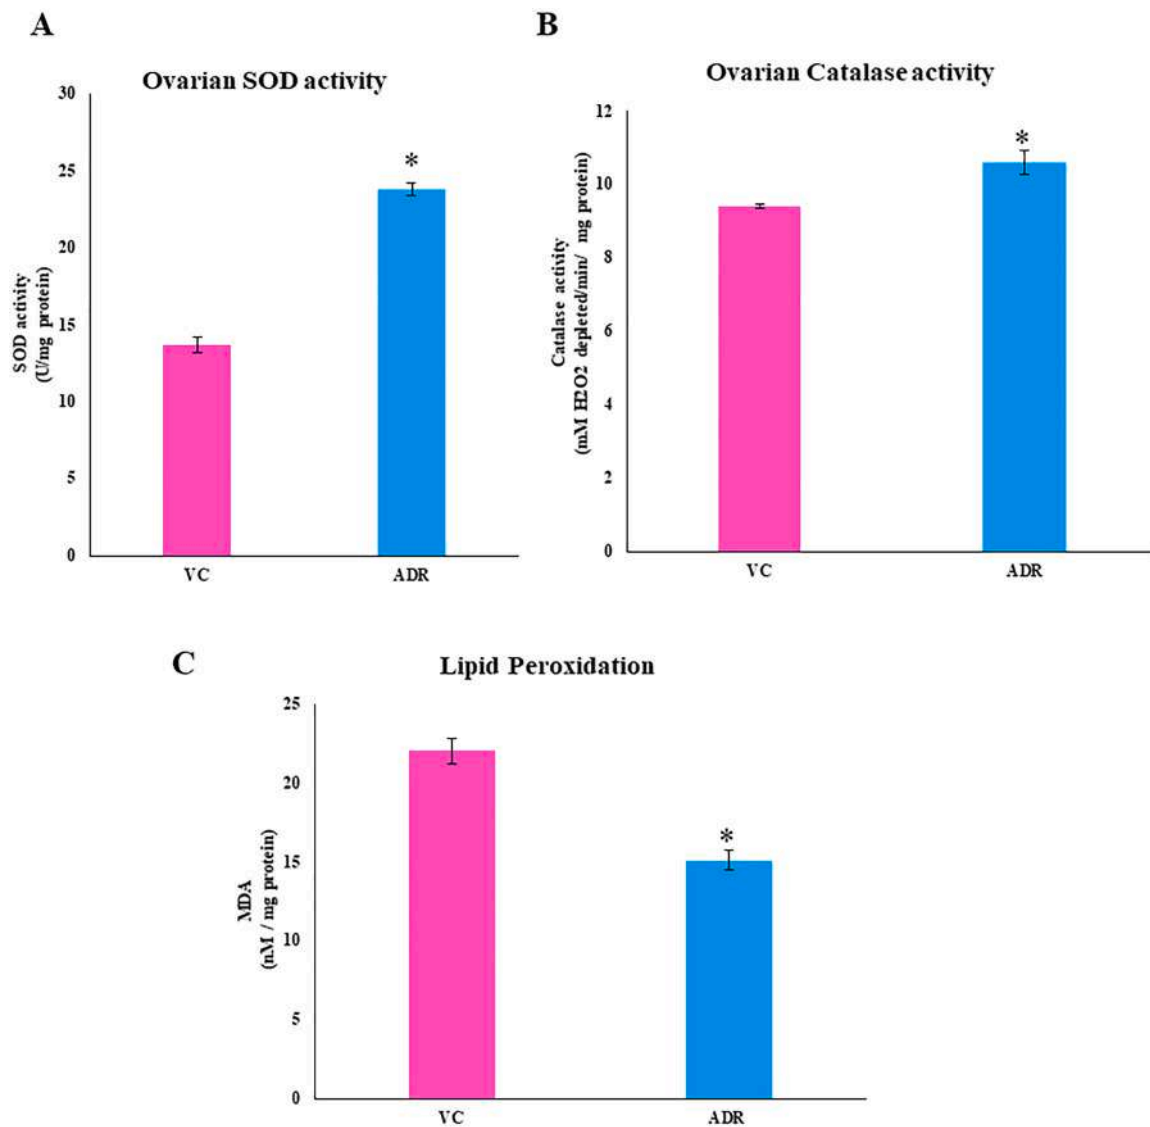 A
Ovarian SOD activity
30
25
20
15
10
5
0
SOD activity
(U/mg protein)
*
VC
ADR
B
Ovarian Catalase activity
12
10
8
6
4
2
0
Catalase activity
(mM H2O2 depleted/min/ mg protein)
*
VC
ADR
C
Lipid Peroxidation
25
20
15
10
5
0
MDA
(nM / mg protein)
*
VC
ADR